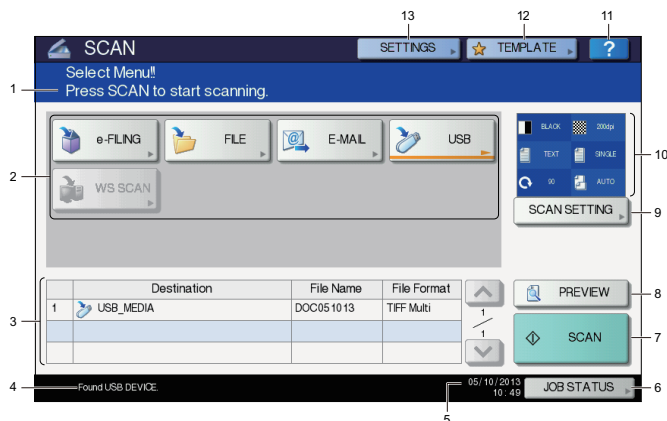 13 12 11
SCAN SETTINGS TEMPLATE ?
Select Menu!!
1 Press SCAN to start scanning.
e-FILING FILE E-MAIL USB
BLACK 200dpi
TEXT SINGLE 10
90 AUTO
2 WS SCAN
SCAN SETTING 9
Destination File Name File Format
PREVIEW 8
1 USB_MEDIA DOC051013 TIFF Multi
1
3
1
SCAN 7
4 Found USB DEVICE.
05/10/2013
10:49
JOB STATUS 6
5